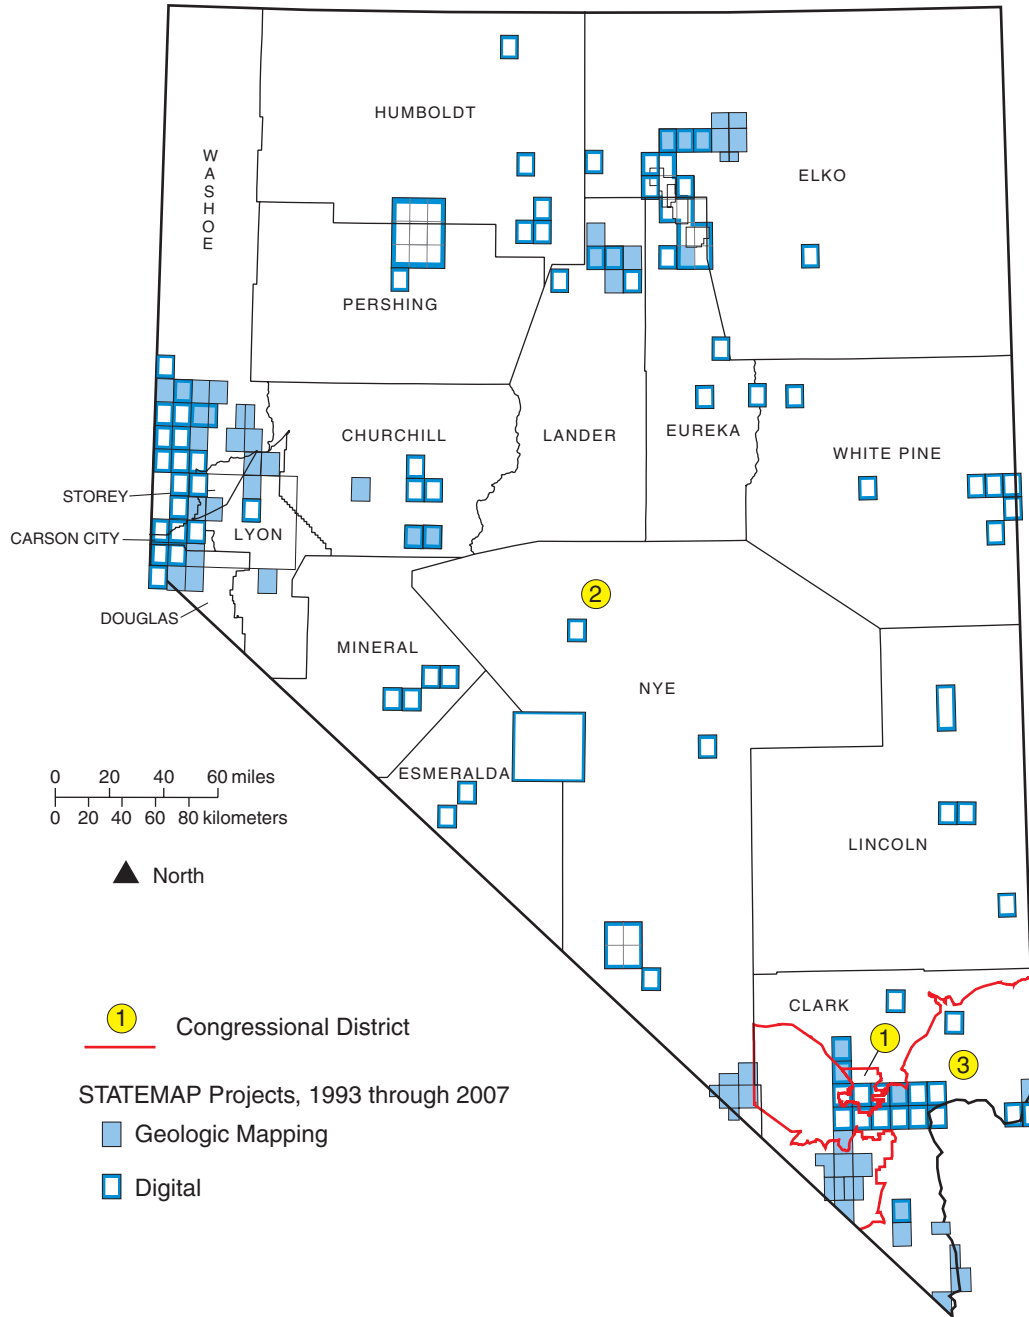 HUMBOLDT
WASHOE
ELKO
PERSHING
CHURCHILL
LANDER
EUREKA
WHITE PINE
STOREY
LYON
CARSON CITY
DOUGLAS
2
MINERAL
NYE
0 20 40 60 miles
0 20 40 60 80 kilometers
ESMERALDA
LINCOLN
North
CLARK
1
3
1 Congressional District
STATEMAP Projects, 1993 through 2007
Geologic Mapping
Digital